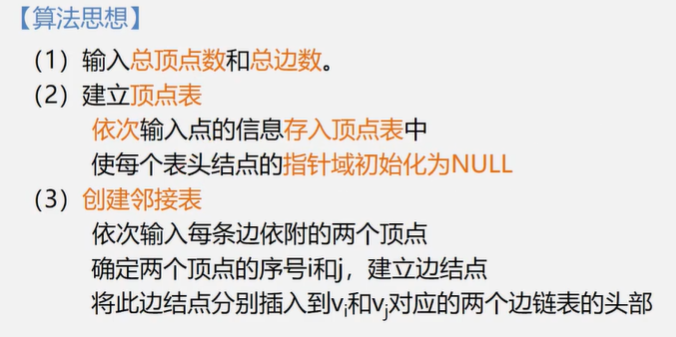 【算法思想】
(1)输入总顶点数和总边数。
(2)建立顶点表
依次输入点的信息存入顶点表中
使每个表头结点的指针域初始化为NULL
(3)创建邻接表
依次输入每条边依附的两个顶点
确定两个顶点的序号i和j，建立边结点
将此边结点分别插入到vᵢ和vⱼ对应的两个边链表的头部